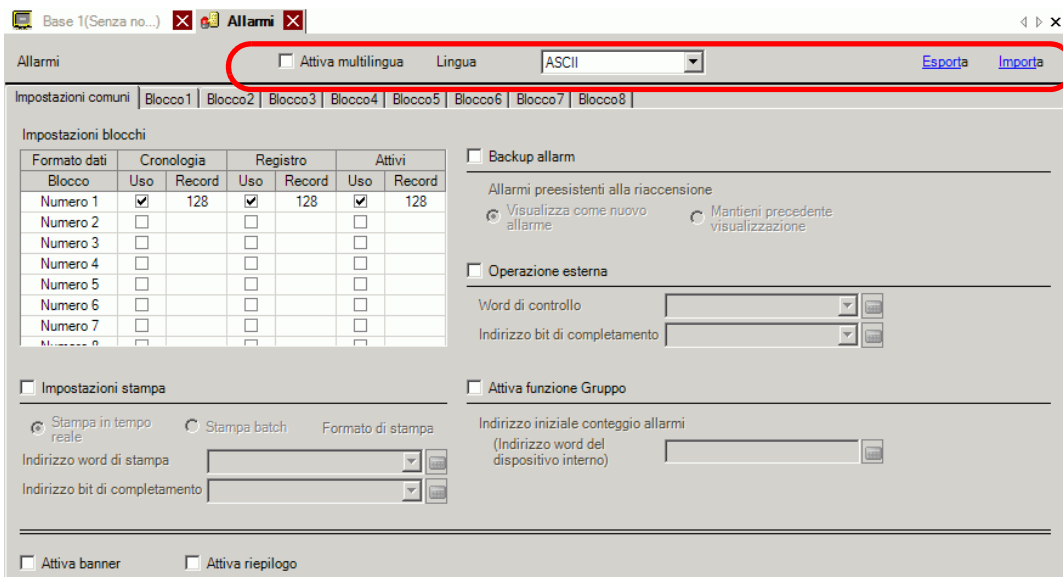 Base 1(Senza no...) Allarmi
Allarmi Attiva multilingua Lingua ASCII Esporta Importa
Impostazioni comuni Blocco1 Blocco2 Blocco3 Blocco4 Blocco5 Blocco6 Blocco7 Blocco8
Impostazioni blocchi
Formato dati Cronologia Registro Attivi
Blocco Uso Record Uso Record Uso Record
Numero 1 128 128 128
Numero 2
Numero 3
Numero 4
Numero 5
Numero 6
Numero 7
Numero 8
Backup allarm
Allarmi preesistenti alla riaccensione
Visualizza come nuovo allarme
Mantieni precedente visualizzazione
Operazione esterna
Word di controllo
Indirizzo bit di completamento
Impostazioni stampa
Stampa in tempo reale
Stampa batch Formato di stampa
Indirizzo word di stampa
Indirizzo bit di completamento
Attiva funzione Gruppo
Indirizzo iniziale conteggio allarmi
(Indirizzo word del
dispositivo interno)
Attiva banner Attiva riepilogo